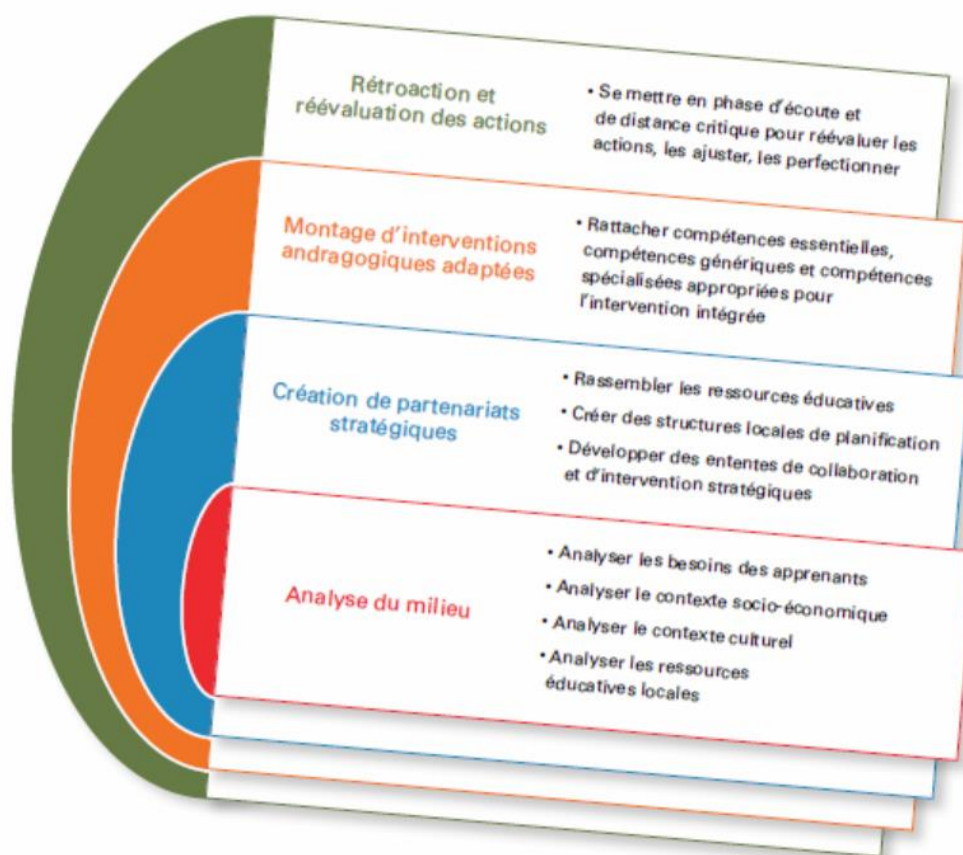 Rétroaction et
réévaluation des actions
• Se mettre en phase d'écoute et
de distance critique pour réévaluer les
actions, les ajuster, les perfectionner
Montage d'interventions
andragogiques adaptées
• Rattacher compétences essentielles,
compétences génériques et compétences
spécialisées appropriées pour
l'intervention intégrée
Création de partenariats
stratégiques
• Rassembler les ressources éducatives
• Créer des structures locales de planification
• Développer des ententes de collaboration
et d'intervention stratégiques
Analyse du milieu
• Analyser les besoins des apprenants
• Analyser le contexte socio-économique
• Analyser le contexte culturel
• Analyser les ressources
éducatives locales